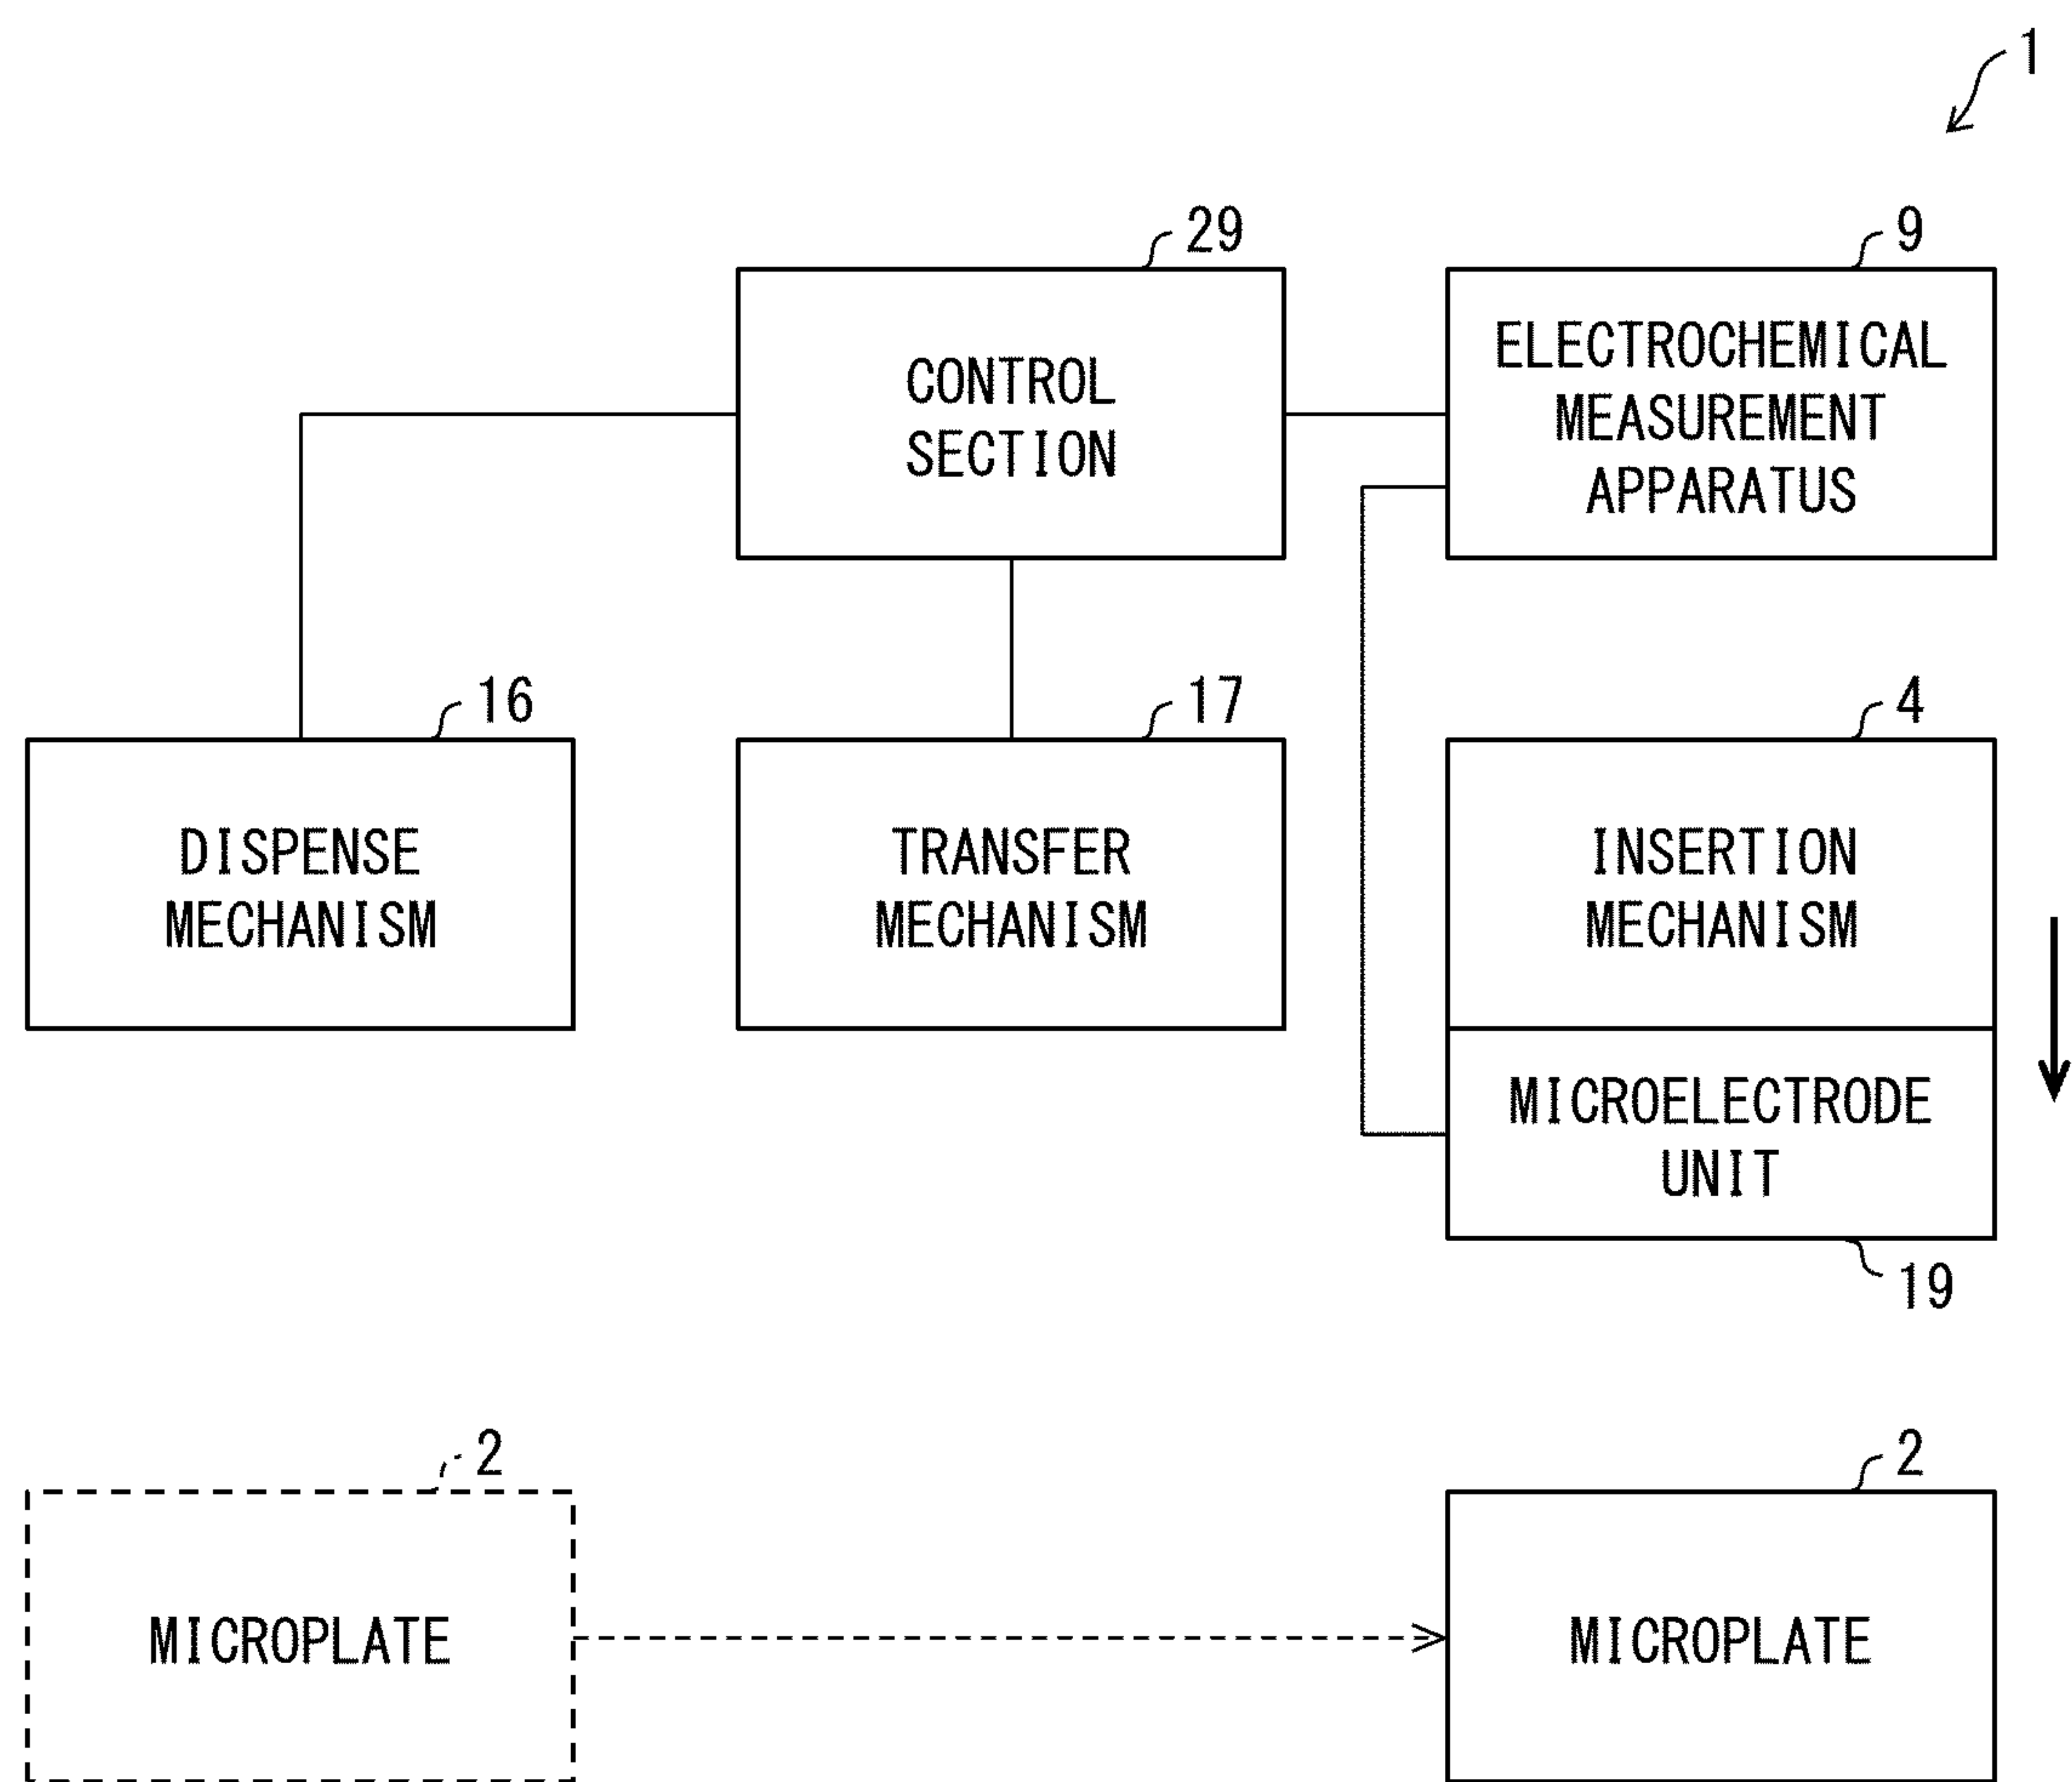 1
29
9
CONTROL
SECTION
ELECTROCHEMICAL
MEASUREMENT
APPARATUS
16
17
4
DISPENSE
MECHANISM
TRANSFER
MECHANISM
INSERTION
MECHANISM
MICROELECTRODE
UNIT
19
2
2
MICROPLATE
MICROPLATE